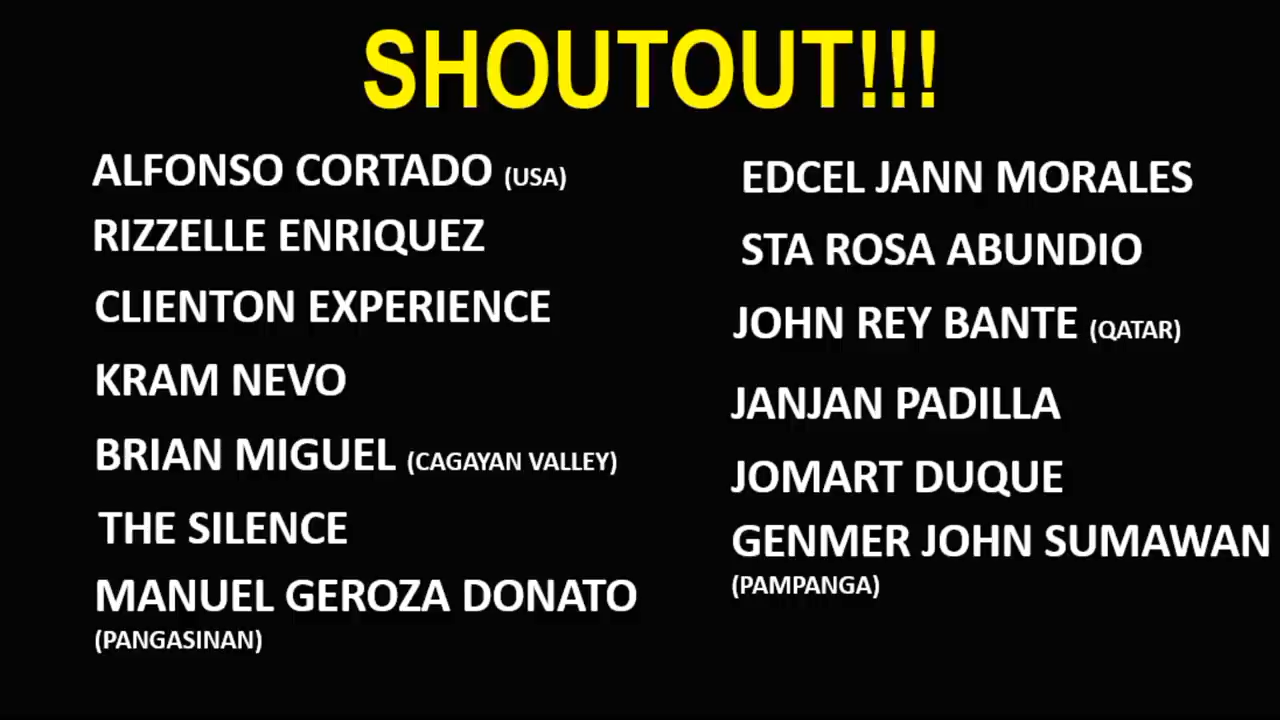 SHOUTOUT!!!
ALFONSO CORTADO (USA)
RIZZELLE ENRIQUEZ
CLIENTON EXPERIENCE
KRAM NEVO
BRIAN MIGUEL (CAGAYAN VALLEY)
THE SILENCE
MANUEL GEROZA DONATO
(PANGASINAN)
EDCEL JANN MORALES
STA ROSA ABUNDIO
JOHN REY BANTE (QATAR)
JANJAN PADILLA
JOMART DUQUE
GENMER JOHN SUMAWAN
(PAMPANGA)